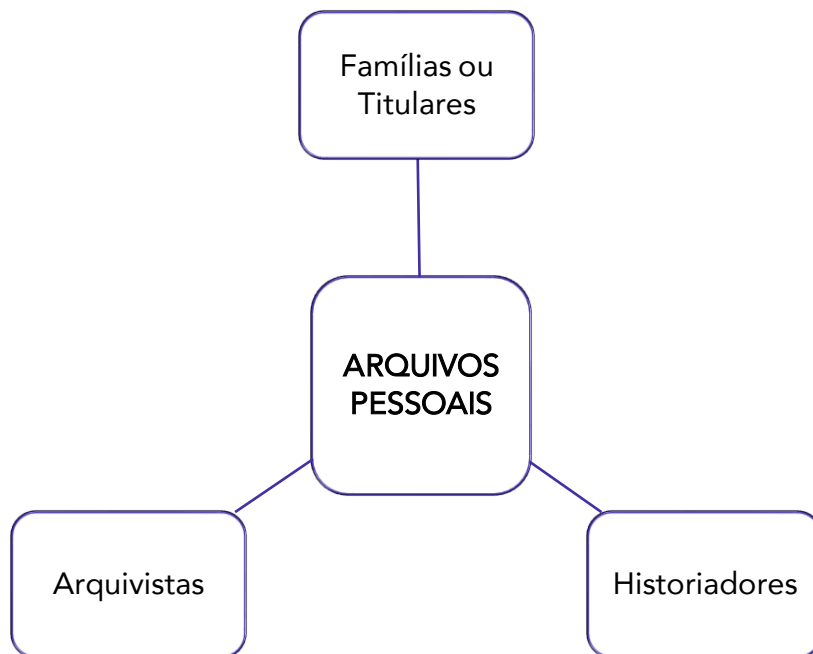 Famílias ou
Titulares
ARQUIVOS
PESSOAIS
Arquivistas
Historiadores